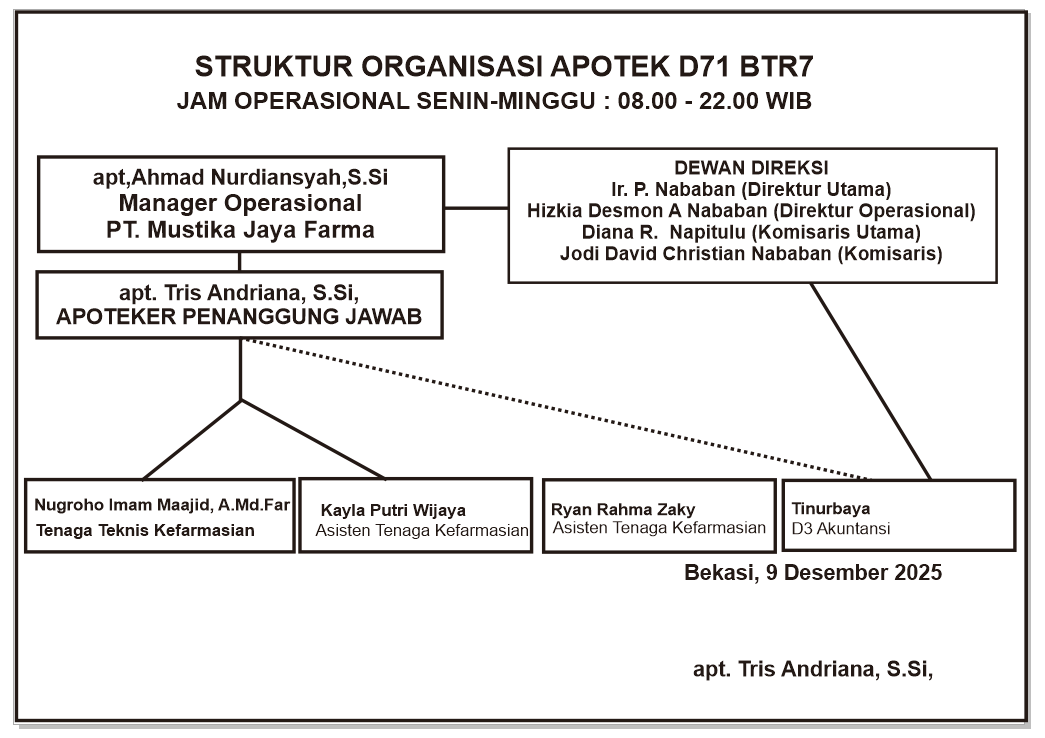 STRUKTUR ORGANISASI APOTEK D71 BTR7
JAM OPERASIONAL SENIN-MINGGU : 08.00 - 22.00 WIB
apt,Ahmad Nurdiansyah,S.Si
Manager Operasional
PT. Mustika Jaya Farma
DEWAN DIREKSI
Ir. P. Nababan (Direktur Utama)
Hizkia Desmon A Nababan (Direktur Operasional)
Diana R. Napitulu (Komisaris Utama)
Jodi David Christian Nababan (Komisaris)
apt. Tris Andriana, S.Si,
APOTEKER PENANGGUNG JAWAB
Nugroho Imam Maajid, A.Md.Far
Tenaga Teknis Kefarmasian
Kayla Putri Wijaya
Asisten Tenaga Kefarmasian
Ryan Rahma Zaky
Asisten Tenaga Kefarmasian
Tinurbaya
D3 Akuntansi
Bekasi, 9 Desember 2025
apt. Tris Andriana, S.Si,